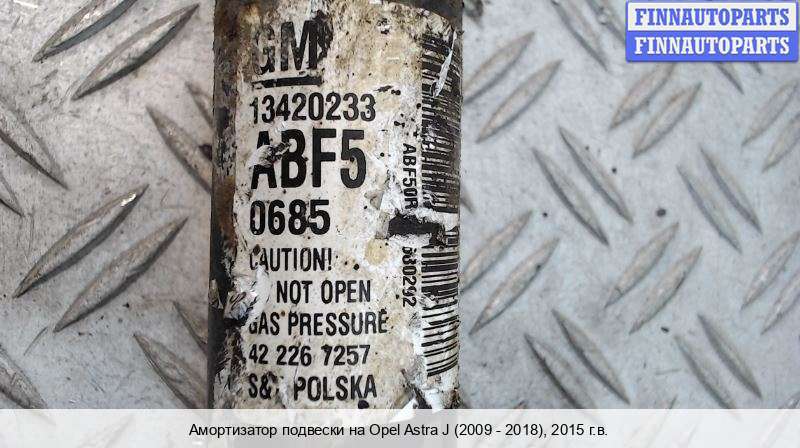 FINNAUTOPARTS
FINNAUTOPARTS
GM
13420233
ABF5
0685
CAUTION!
NOT OPEN
GAS PRESSURE
42 226 7257
S& POLSKA
ABF50R
680292
Амортизатор подвески на Opel Astra J (2009 - 2018), 2015 г.в.